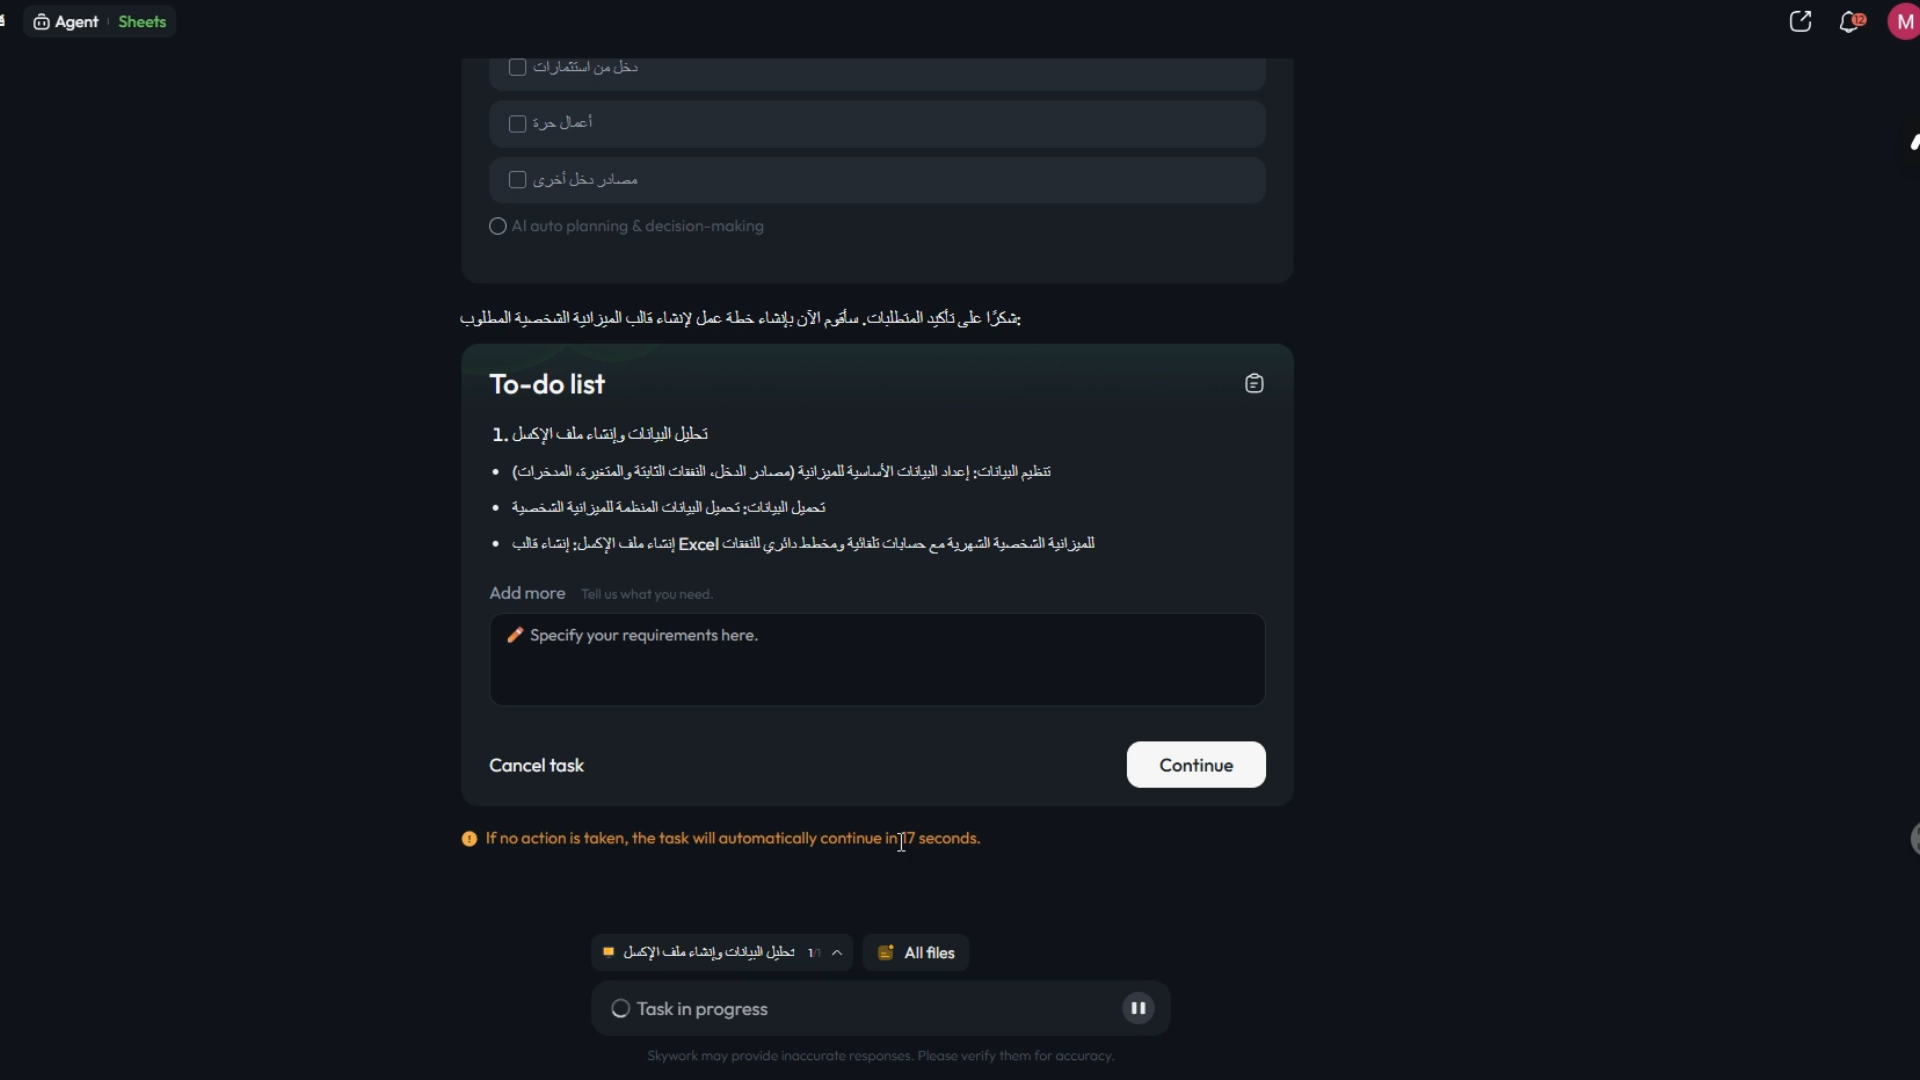 Agent | Sheets
12
M
دخل من استثمارات
أعمال حرة
مصادر دخل أخرى
AI auto planning & decision-making
شكرًا على تأكيد المتطلبات. سأقوم الآن بإنشاء خطة عمل لإنشاء قالب الميزانية الشخصية المطلوب:
To-do list
1. تحليل البيانات وإنشاء ملف الإكسل
• تنظيم البيانات: إعداد البيانات الأساسية للميزانية (مصادر الدخل، النفقات الثابتة والمتغيرة، المدخرات)
• تحميل البيانات: تحميل البيانات المنظمة للميزانية الشخصية
• إنشاء ملف الإكسل: إنشاء قالب Excel للميزانية الشخصية الشهرية مع حسابات تلقائية ومخطط دائري للنفقات
Add more Tell us what you need.
Specify your requirements here.
Cancel task
Continue
If no action is taken, the task will automatically continue in 17 seconds.
تحليل البيانات وإنشاء ملف الإكسل 1/1
All files
Task in progress
Skywork may provide inaccurate responses. Please verify them for accuracy.